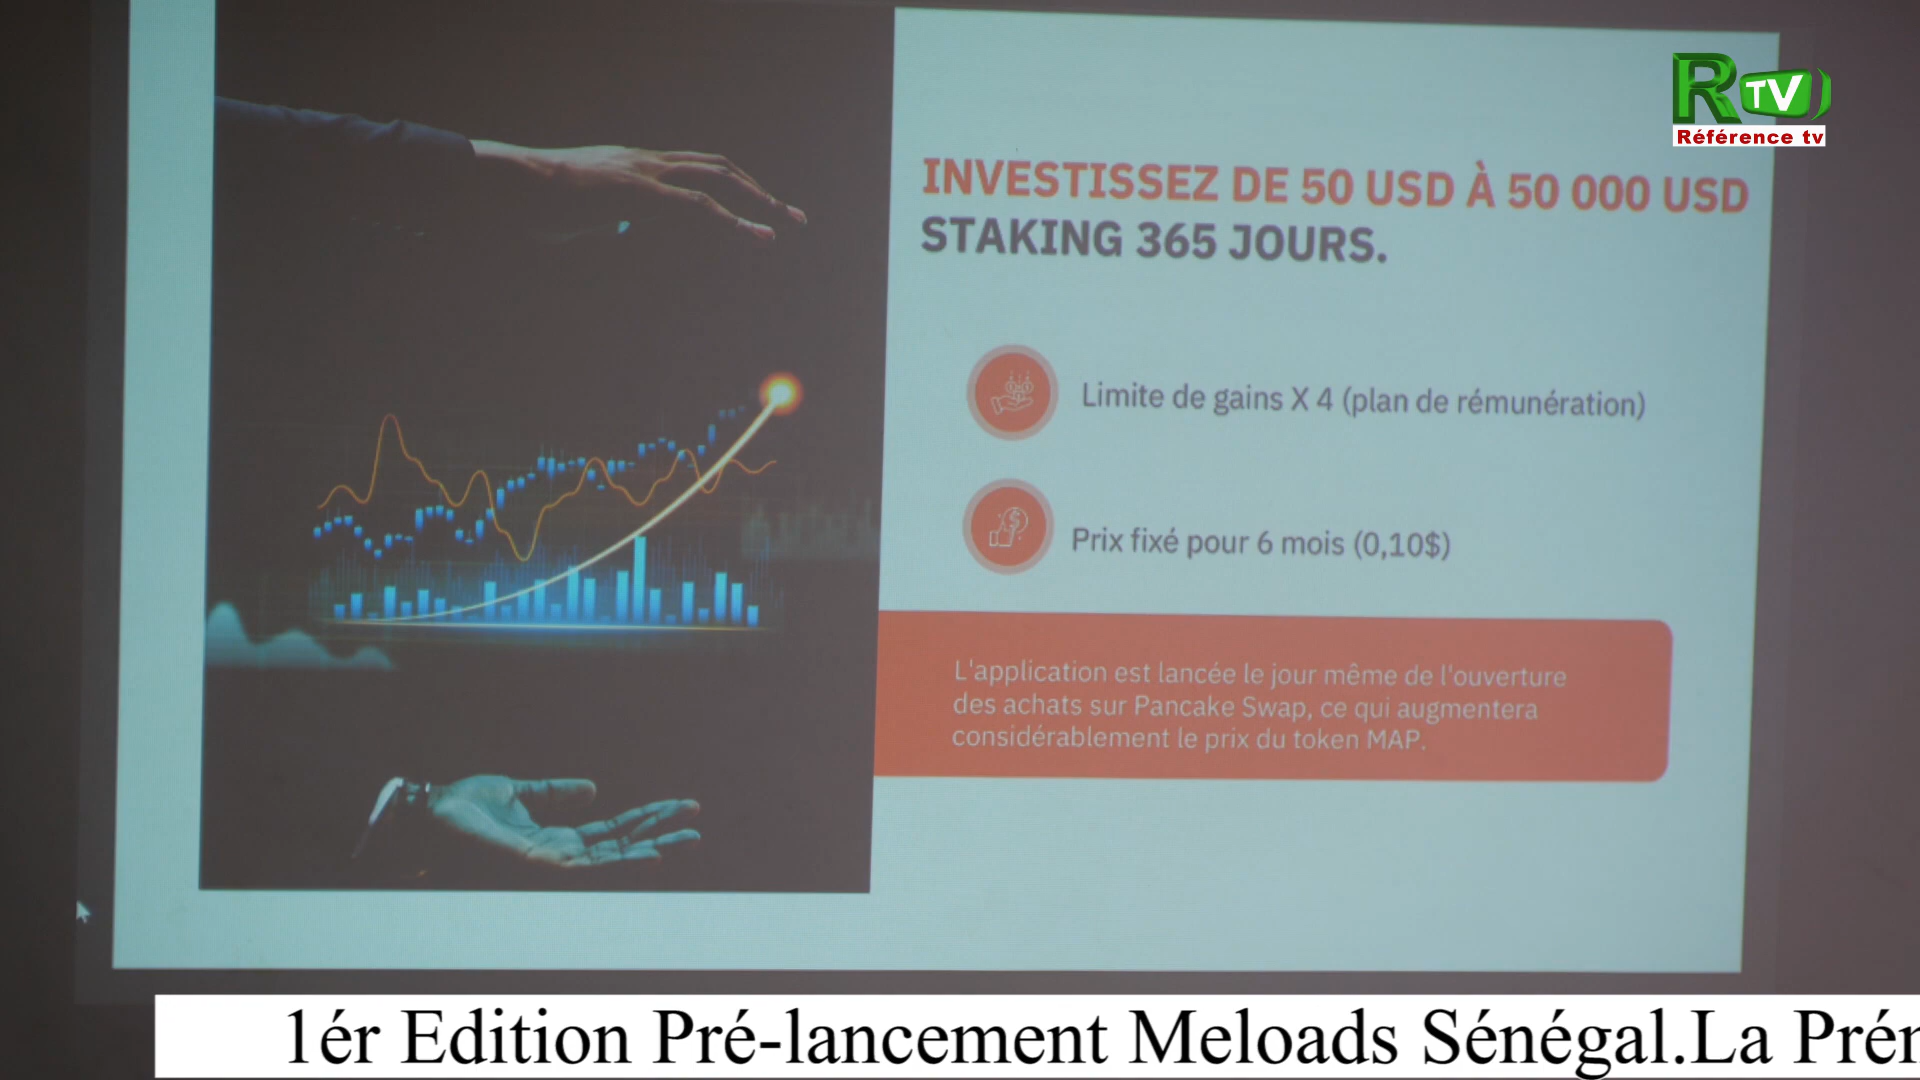 R TV
Référence tv
INVESTISSEZ DE 50 USD À 50 000 USD
STAKING 365 JOURS.
Limite de gains X 4 (plan de rémunération)
Prix fixé pour 6 mois (0,10$)
L'application est lancée le jour même de l'ouverture
des achats sur Pancake Swap, ce qui augmentera
considérablement le prix du token MAP.
1ér Edition Pré-lancement Meloads Sénégal.La